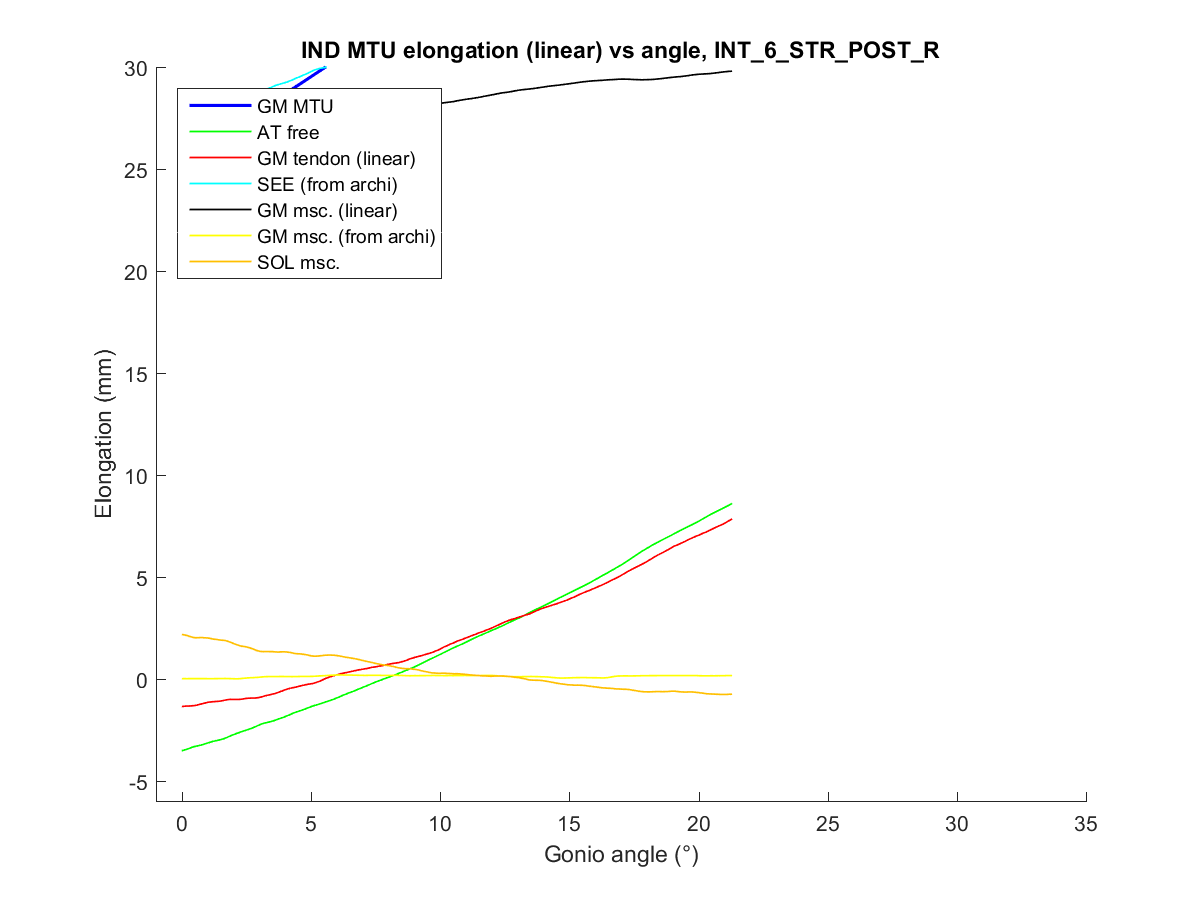 IND MTU elongation (linear) vs angle, INT_6_STR_POST_R
30
25
20
15
10
5
0
-5
Elongation (mm)
GM MTU
AT free
GM tendon (linear)
SEE (from archi)
GM msc. (linear)
GM msc. (from archi)
SOL msc.
0 5 10 15 20 25 30 35
Gonio angle (°)